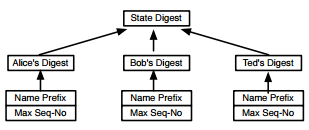 State Digest
Alice's Digest
Bob's Digest
Ted's Digest
Name Prefix
Name Prefix
Name Prefix
Max Seq-No
Max Seq-No
Max Seq-No